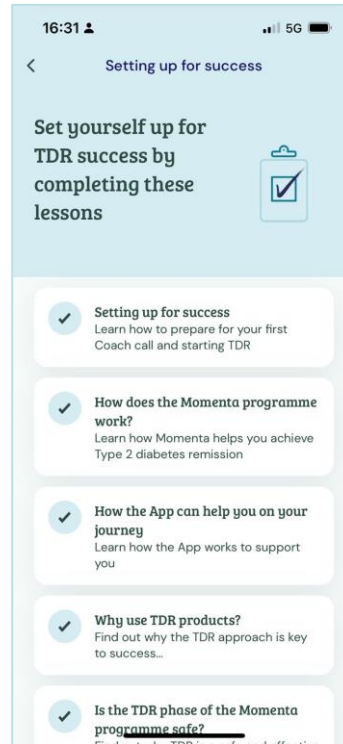 16:31
5G
Setting up for success
Set yourself up for
TDR success by
completing these
lessons
Setting up for success
Learn how to prepare for your first
Coach call and starting TDR
How does the Momenta programme
work?
Learn how Momenta helps you achieve
Type 2 diabetes remission
How the App can help you on your
journey
Learn how the App works to support
you
Why use TDR products?
Find out why the TDR approach is key
to success...
Is the TDR phase of the Momenta
programme safe?